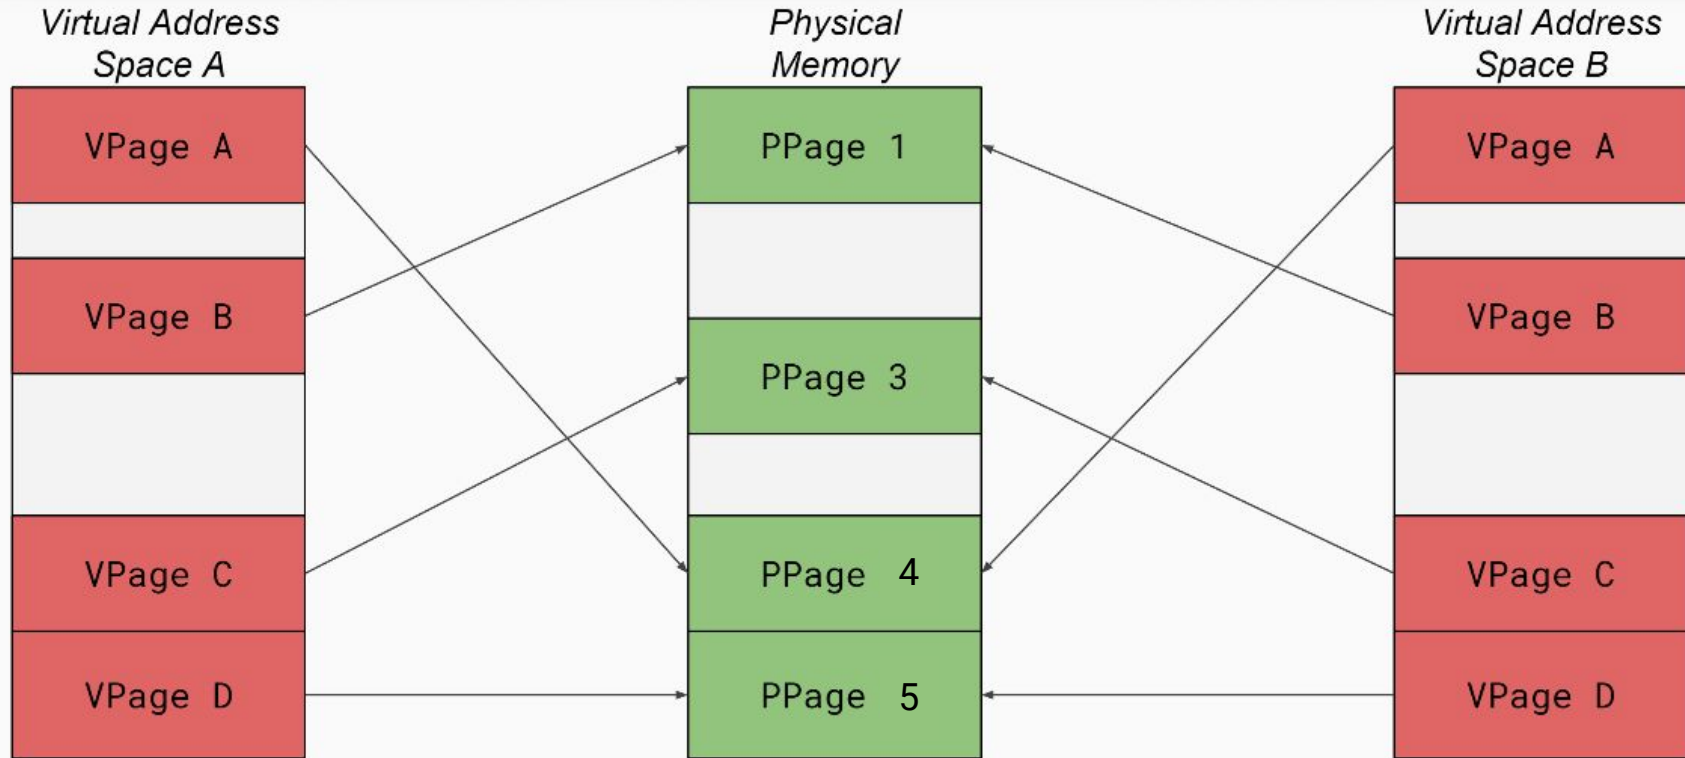 Virtual Address
Space A
VPage A
VPage B
VPage C
VPage D
Physical
Memory
PPage 1
PPage 3
PPage 4
PPage 5
Virtual Address
Space B
VPage A
VPage B
VPage C
VPage D